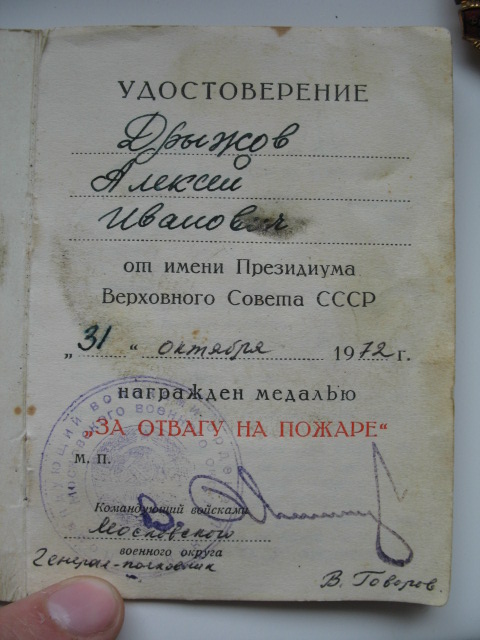 УДОСТОВЕРЕНИЕ
Дрыжов
Алексей
Иванович
от имени Президиума
Верховного Совета СССР
„31“ октября 1972 г.
награжден медалью
„ЗА ОТВАГУ НА ПОЖАРЕ“
м. п.
Командующий войсками
Московского
военного округа
Генерал-полковник
В. Говоров.